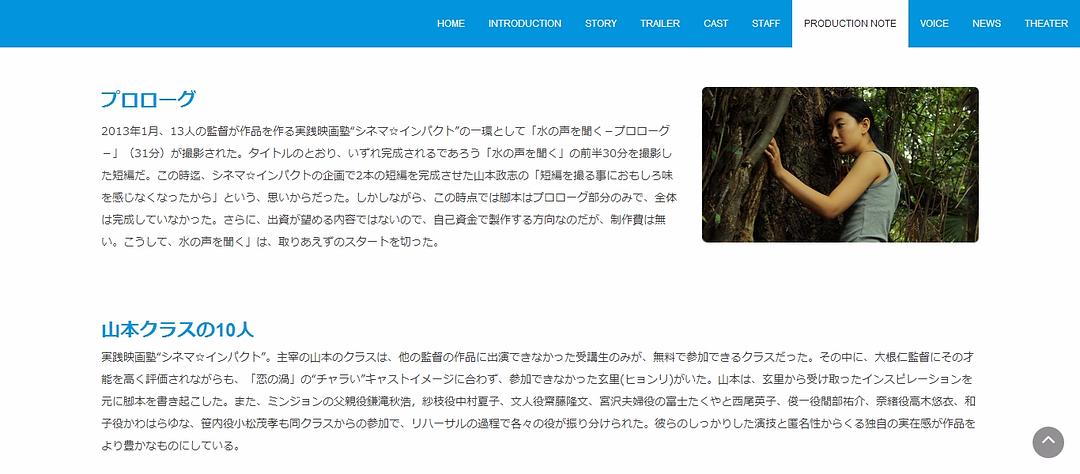 HOME INTRODUCTION STORY TRAILER CAST STAFF PRODUCTION NOTE VOICE NEWS THEATER
プロローグ
2013年1月、13人の監督が作品を作る実践映画塾“シネマ☆インパクト”の一環として「水の声を聞く－プロローグ
－」（31分）が撮影された。タイトルのとおり、いずれ完成されるであろう「水の声を聞く」の前半30分を撮影し
た短編だ。この時迄、シネマ☆インパクトの企画で2本の短編を完成させた山本政志の「短編を撮る事におもしろ味
を感じなくなったから」という、思いからだった。しかしながら、この時点では脚本はプロローグ部分のみで、全体
は完成していなかった。さらに、出資が望める内容ではないので、自己資金で製作する方向なのだが、制作費は無
い。こうして、水の声を聞く」は、取りあえずのスタートを切った。
山本クラスの10人
実践映画塾“シネマ☆インパクト”。主宰の山本のクラスは、他の監督の作品に出演できなかった受講生のみが、無料で参加できるクラスだった。その中に、大根仁監督にその才
能を高く評価されながらも、「恋の渦」の“チャラい”キャストイメージに合わず、参加できなかった玄里(ヒョンリ)がいた。山本は、玄里から受け取ったインスピレーションを
元に脚本を書き起こした。また、ミンジョンの父親役鎌滝秋浩，紗枝役中村夏子、文人役齋藤隆文、宮沢夫婦役の富士たくやと西尾英子、俊一役間部祐介、奈緒役高木悠衣、和
子役かわはらゆな、笹内役小松茂孝も同クラスからの参加で、リハーサルの過程で各々の役が振り分けられた。彼らのしっかりした演技と匿名性からくる独自の実在感が作品を
より豊かなものにしている。